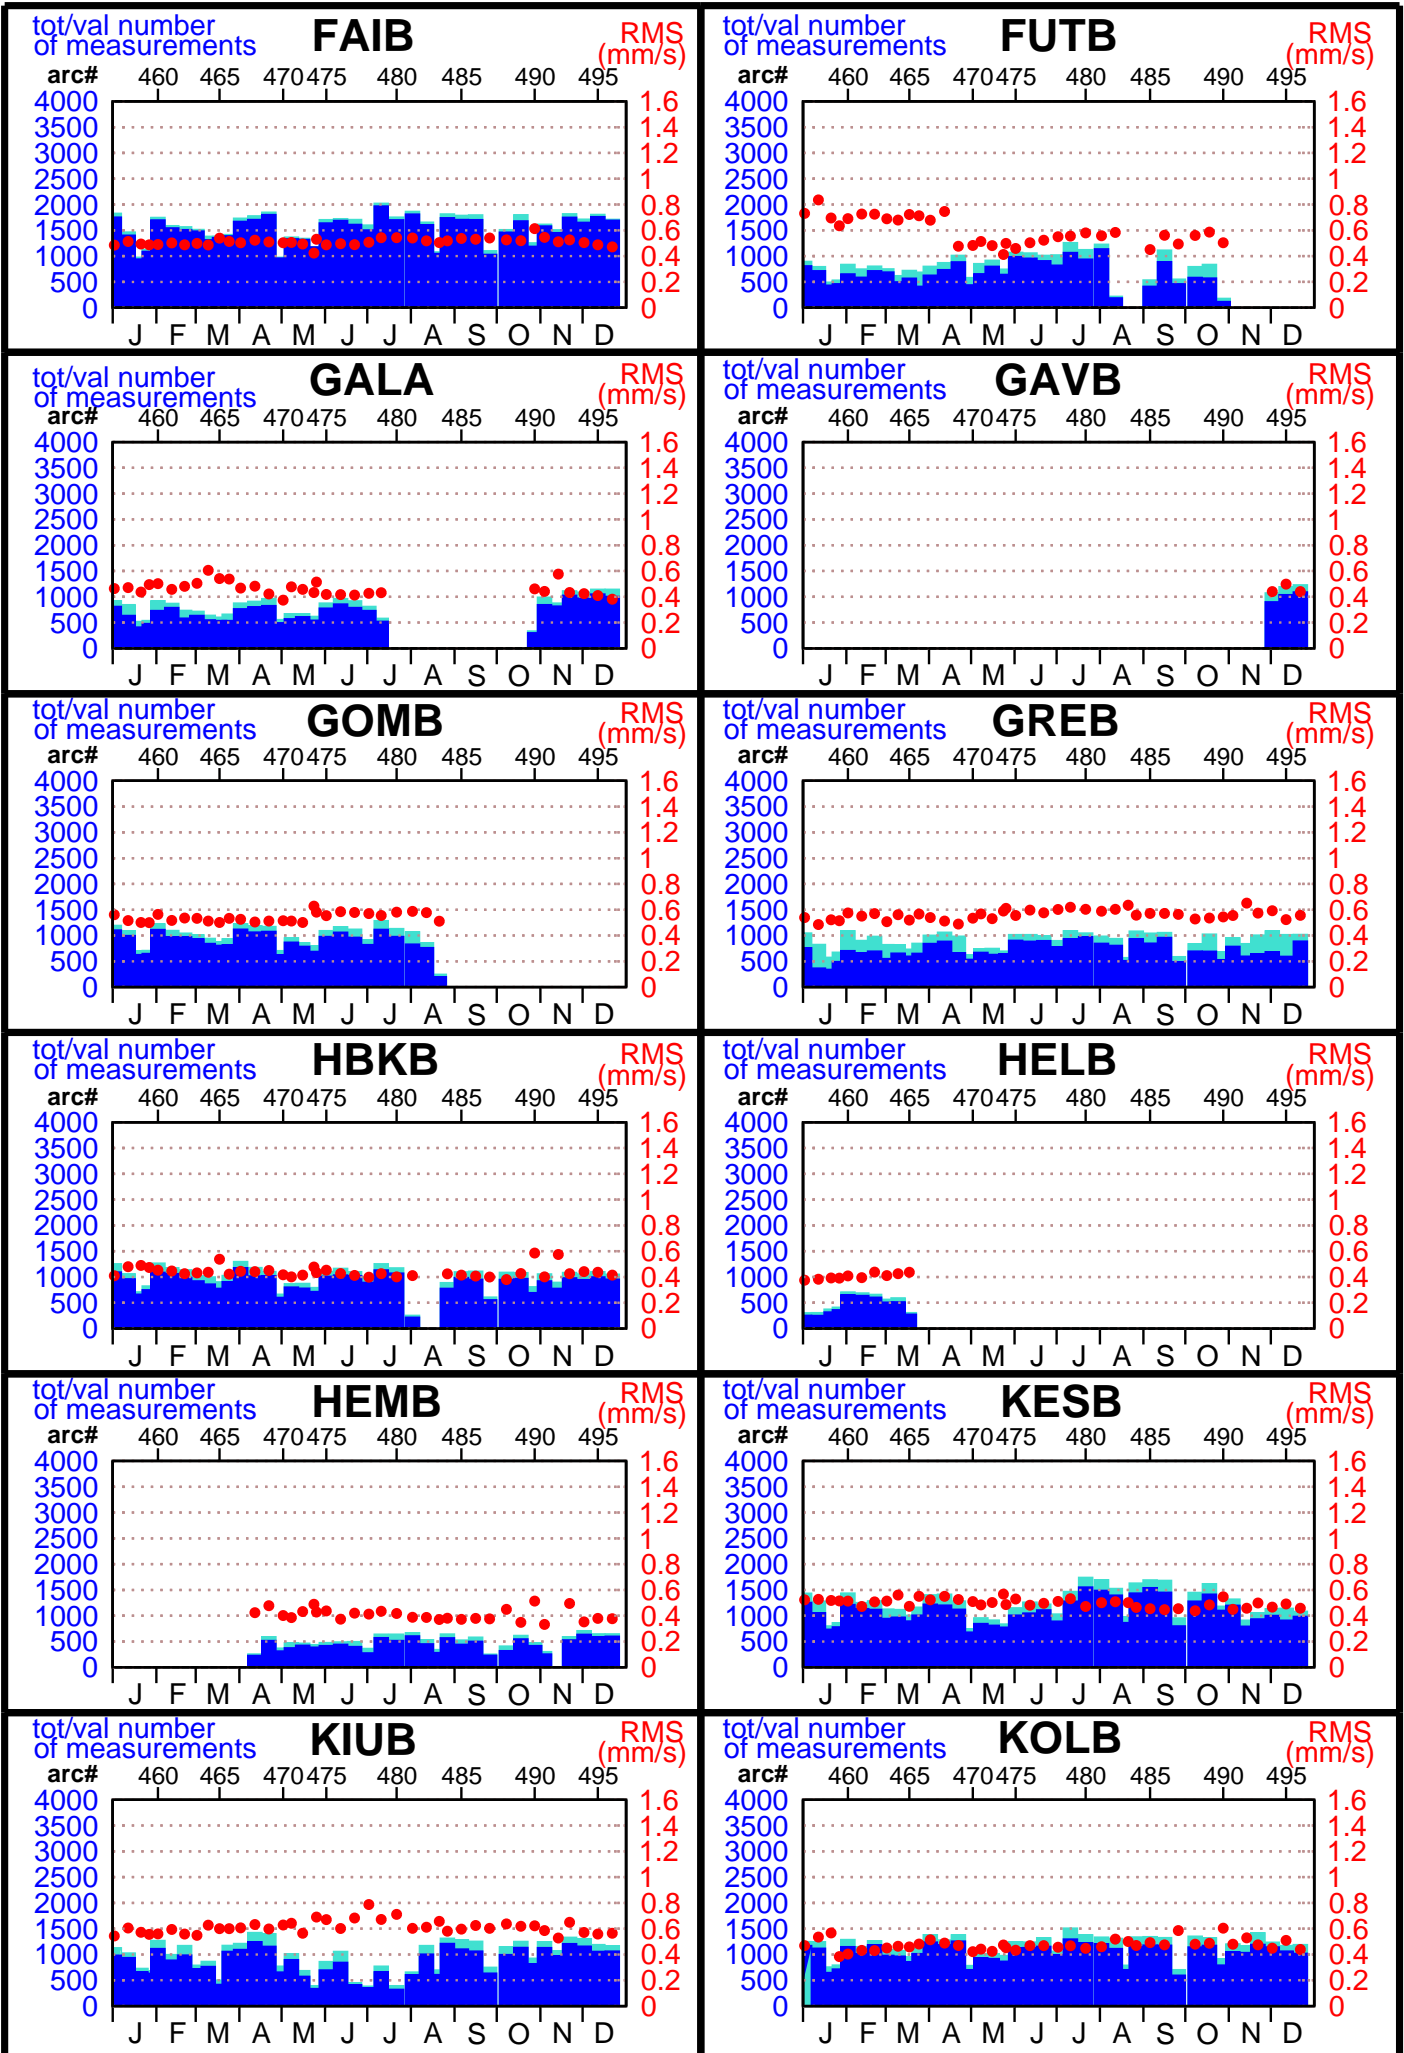 tot/val number
of measurements
FAIB
RMS
(mm/s)
arc# 460 465 470 475 480 485 490 495
4000 1.6
3500 1.4
3000 1.2
2500 1
2000 0.8
1500 0.6
1000 0.4
500 0.2
0 0
J F M A M J J A S O N D
tot/val number
of measurements
FUTB
RMS
(mm/s)
arc# 460 465 470 475 480 485 490 495
4000 1.6
3500 1.4
3000 1.2
2500 1
2000 0.8
1500 0.6
1000 0.4
500 0.2
0 0
J F M A M J J A S O N D
tot/val number
of measurements
GALA
RMS
(mm/s)
arc# 460 465 470 475 480 485 490 495
4000 1.6
3500 1.4
3000 1.2
2500 1
2000 0.8
1500 0.6
1000 0.4
500 0.2
0 0
J F M A M J J A S O N D
tot/val number
of measurements
GAVB
RMS
(mm/s)
arc# 460 465 470 475 480 485 490 495
4000 1.6
3500 1.4
3000 1.2
2500 1
2000 0.8
1500 0.6
1000 0.4
500 0.2
0 0
J F M A M J J A S O N D
tot/val number
of measurements
GOMB
RMS
(mm/s)
arc# 460 465 470 475 480 485 490 495
4000 1.6
3500 1.4
3000 1.2
2500 1
2000 0.8
1500 0.6
1000 0.4
500 0.2
0 0
J F M A M J J A S O N D
tot/val number
of measurements
GREB
RMS
(mm/s)
arc# 460 465 470 475 480 485 490 495
4000 1.6
3500 1.4
3000 1.2
2500 1
2000 0.8
1500 0.6
1000 0.4
500 0.2
0 0
J F M A M J J A S O N D
tot/val number
of measurements
HBKB
RMS
(mm/s)
arc# 460 465 470 475 480 485 490 495
4000 1.6
3500 1.4
3000 1.2
2500 1
2000 0.8
1500 0.6
1000 0.4
500 0.2
0 0
J F M A M J J A S O N D
tot/val number
of measurements
HELB
RMS
(mm/s)
arc# 460 465 470 475 480 485 490 495
4000 1.6
3500 1.4
3000 1.2
2500 1
2000 0.8
1500 0.6
1000 0.4
500 0.2
0 0
J F M A M J J A S O N D
tot/val number
of measurements
HEMB
RMS
(mm/s)
arc# 460 465 470 475 480 485 490 495
4000 1.6
3500 1.4
3000 1.2
2500 1
2000 0.8
1500 0.6
1000 0.4
500 0.2
0 0
J F M A M J J A S O N D
tot/val number
of measurements
KESB
RMS
(mm/s)
arc# 460 465 470 475 480 485 490 495
4000 1.6
3500 1.4
3000 1.2
2500 1
2000 0.8
1500 0.6
1000 0.4
500 0.2
0 0
J F M A M J J A S O N D
tot/val number
of measurements
KIUB
RMS
(mm/s)
arc# 460 465 470 475 480 485 490 495
4000 1.6
3500 1.4
3000 1.2
2500 1
2000 0.8
1500 0.6
1000 0.4
500 0.2
0 0
J F M A M J J A S O N D
tot/val number
of measurements
KOLB
RMS
(mm/s)
arc# 460 465 470 475 480 485 490 495
4000 1.6
3500 1.4
3000 1.2
2500 1
2000 0.8
1500 0.6
1000 0.4
500 0.2
0 0
J F M A M J J A S O N D